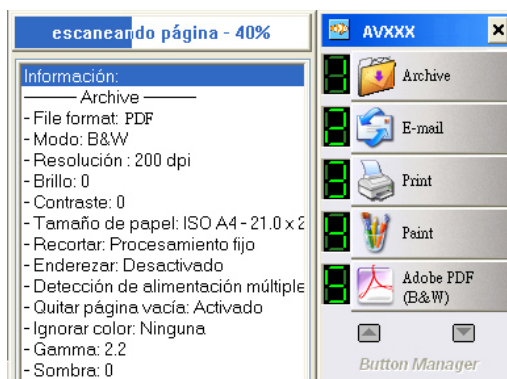 escaneando página - 40%
Información:
Archive
- File format: PDF
- Modo: B&W
- Resolución : 200 dpi
- Brillo: 0
- Contraste: 0
- Tamaño de papel: ISO A4 - 21.0 x 2
- Recortar: Procesamiento fijo
- Enderezar: Desactivado
- Detección de alimentación múltiple
- Quitar página vacía: Activado
- Ignorar color: Ninguna
- Gamma: 2.2
- Sombra: 0
AVXXX
Archive
E-mail
Print
Paint
Adobe PDF
(B&W)
Button Manager